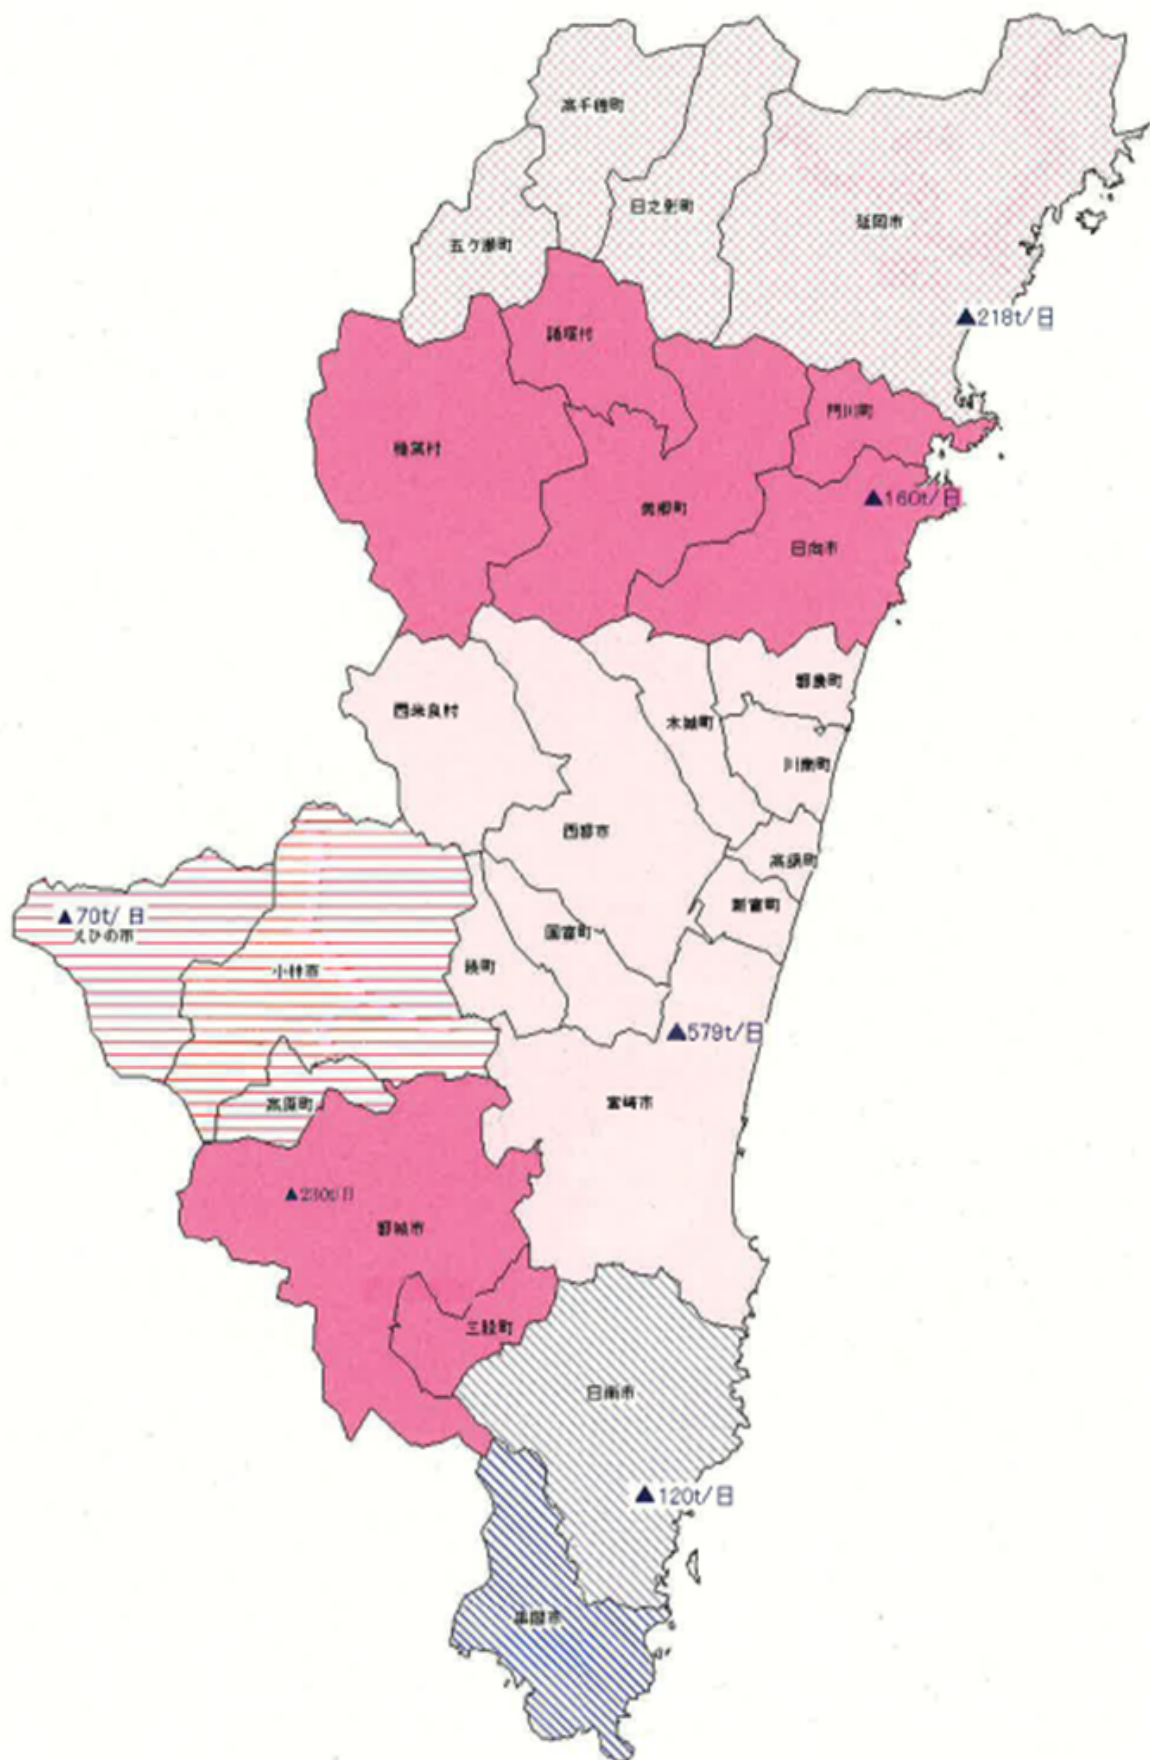 高千穂町
日之影町
延岡市
五ケ瀬町
▲218t/日
諸塚村
門川町
椎葉村
▲160t/日
美郷町
日向市
都農町
西米良村
木城町
川南町
西都市
高鍋町
新富町
▲70t/日
えびの市
国富町
綾町
小林市
▲579t/日
高原町
宮崎市
▲230t/日
都城市
三股町
日南市
▲120t/日
串間市